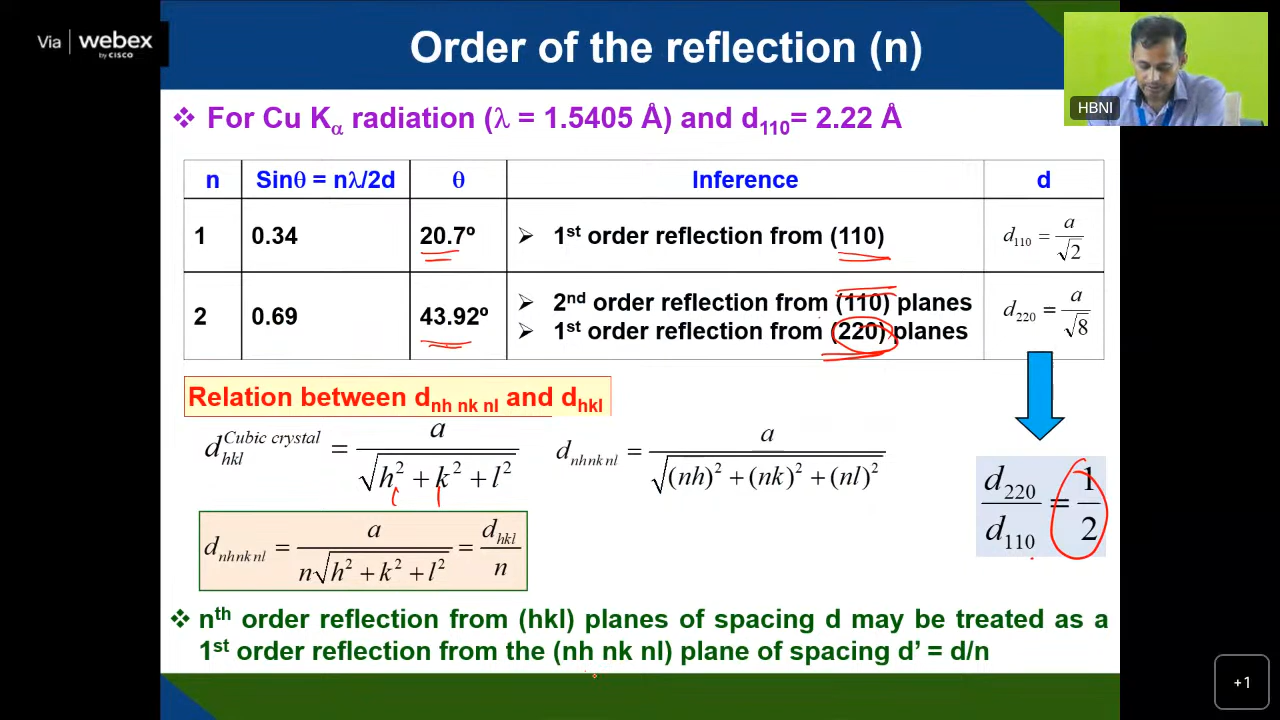 Via | webex
by CISCO
Order of the reflection (n)
HBNI
❖ For Cu Kα radiation (λ = 1.5405 Å) and d110= 2.22 Å
n Sinθ = nλ/2d θ Inference d
1 0.34 20.7º ➢ 1st order reflection from (110) d110 = a/√2
2 0.69 43.92º ➢ 2nd order reflection from (110) planes d220 = a/√8
➢ 1st order reflection from (220) planes
Relation between dnh nk nl and dhkl
d hkl Cubic crystal = a/√(h² + k² + l²) dnhnknl = a/√((nh)² + (nk)² + (nl)²)
d220/d110 = 1/2
dnhnknl = a/(n√(h² + k² + l²)) = dhkl/n
❖ nth order reflection from (hkl) planes of spacing d may be treated as a
1st order reflection from the (nh nk nl) plane of spacing d’ = d/n
+1